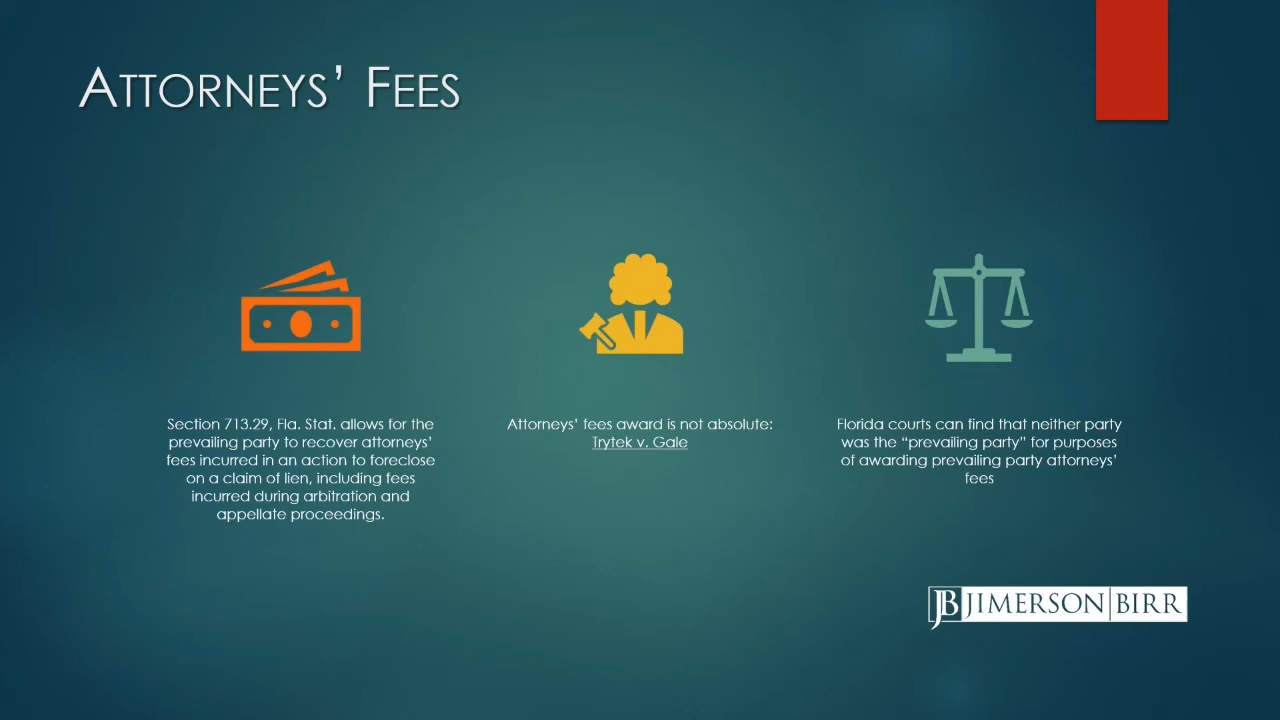 ATTORNEYS’ FEES
Section 713.29, Fla. Stat. allows for the
prevailing party to recover attorneys’
fees incurred in an action to foreclose
on a claim of lien, including fees
incurred during arbitration and
appellate proceedings.
Attorneys’ fees award is not absolute:
Trytek v. Gale
Florida courts can find that neither party
was the “prevailing party” for purposes
of awarding prevailing party attorneys’
fees
JB JIMERSON BIRR